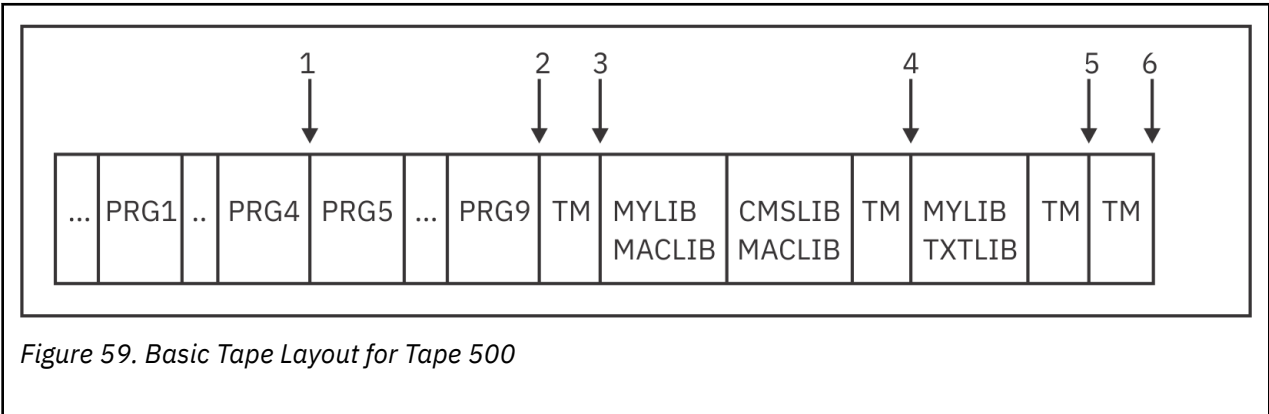 1 2 3 4 5 6
... PRG1 .. PRG4 PRG5 ... PRG9 TM MYLIB CMSLIB TM MYLIB TM TM
MACLIB MACLIB TXTLIB
Figure 59. Basic Tape Layout for Tape 500